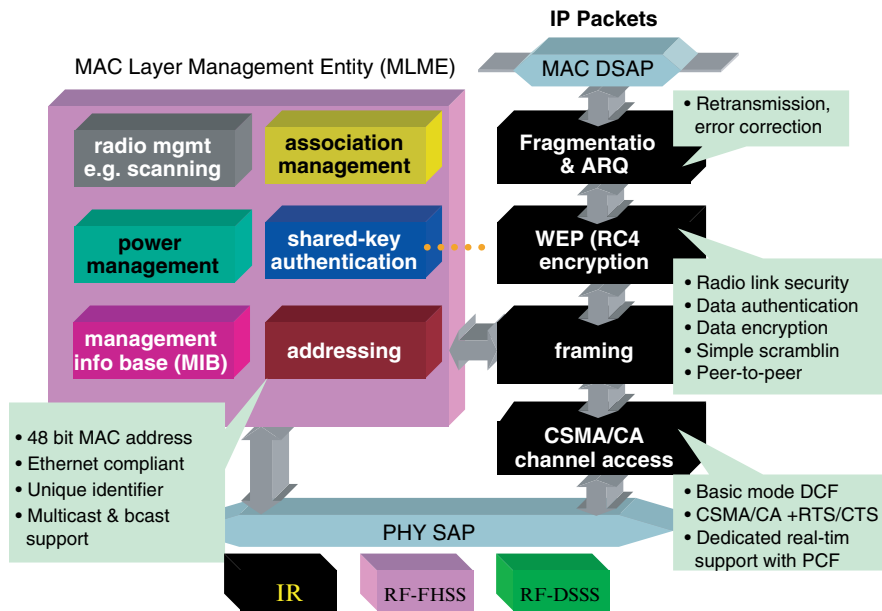 IP Packets
MAC DSAP
MAC Layer Management Entity (MLME)
radio mgmt
e.g. scanning
association
management
power
management
shared-key
authentication
management
info base (MIB)
addressing
Fragmentatio
& ARQ
• Retransmission,
error correction
WEP (RC4
encryption
• Radio link security
• Data authentication
• Data encryption
• Simple scramblin
• Peer-to-peer
framing
CSMA/CA
channel access
• 48 bit MAC address
• Ethernet compliant
• Unique identifier
• Multicast & bcast
support
• Basic mode DCF
• CSMA/CA +RTS/CTS
• Dedicated real-tim
support with PCF
PHY SAP
IR
RF-FHSS
RF-DSSS